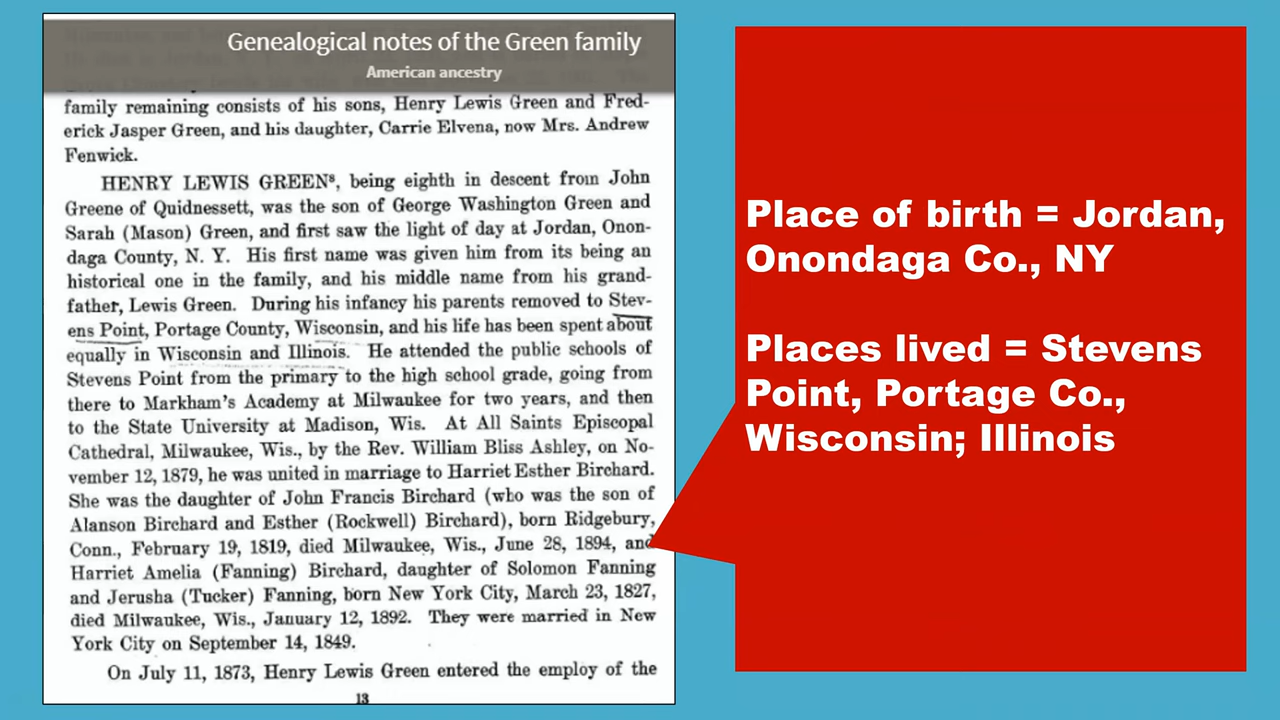 Genealogical notes of the Green family
American ancestry
family remaining consists of his sons, Henry Lewis Green and Fred-
erick Jasper Green, and his daughter, Carrie Elvena, now Mrs. Andrew
Fenwick.
HENRY LEWIS GREEN⁸, being eighth in descent from John
Greene of Quidnessett, was the son of George Washington Green and
Sarah (Mason) Green, and first saw the light of day at Jordan, Onon-
daga County, N. Y. His first name was given him from its being an
historical one in the family, and his middle name from his grand-
father, Lewis Green. During his infancy his parents removed to Stev-
ens Point, Portage County, Wisconsin, and his life has been spent about
equally in Wisconsin and Illinois. He attended the public schools of
Stevens Point from the primary to the high school grade, going from
there to Markham's Academy at Milwaukee for two years, and then
to the State University at Madison, Wis. At All Saints Episcopal
Cathedral, Milwaukee, Wis., by the Rev. William Bliss Ashley, on No-
vember 12, 1879, he was united in marriage to Harriet Esther Birchard.
She was the daughter of John Francis Birchard (who was the son of
Alanson Birchard and Esther (Rockwell) Birchard), born Ridgebury,
Conn., February 19, 1819, died Milwaukee, Wis., June 28, 1894, and
Harriet Amelia (Fanning) Birchard, daughter of Solomon Fanning
and Jerusha (Tucker) Fanning, born New York City, March 23, 1827,
died Milwaukee, Wis., January 12, 1892. They were married in New
York City on September 14, 1849.
On July 11, 1873, Henry Lewis Green entered the employ of the
13
Place of birth = Jordan,
Onondaga Co., NY
Places lived = Stevens
Point, Portage Co.,
Wisconsin; Illinois